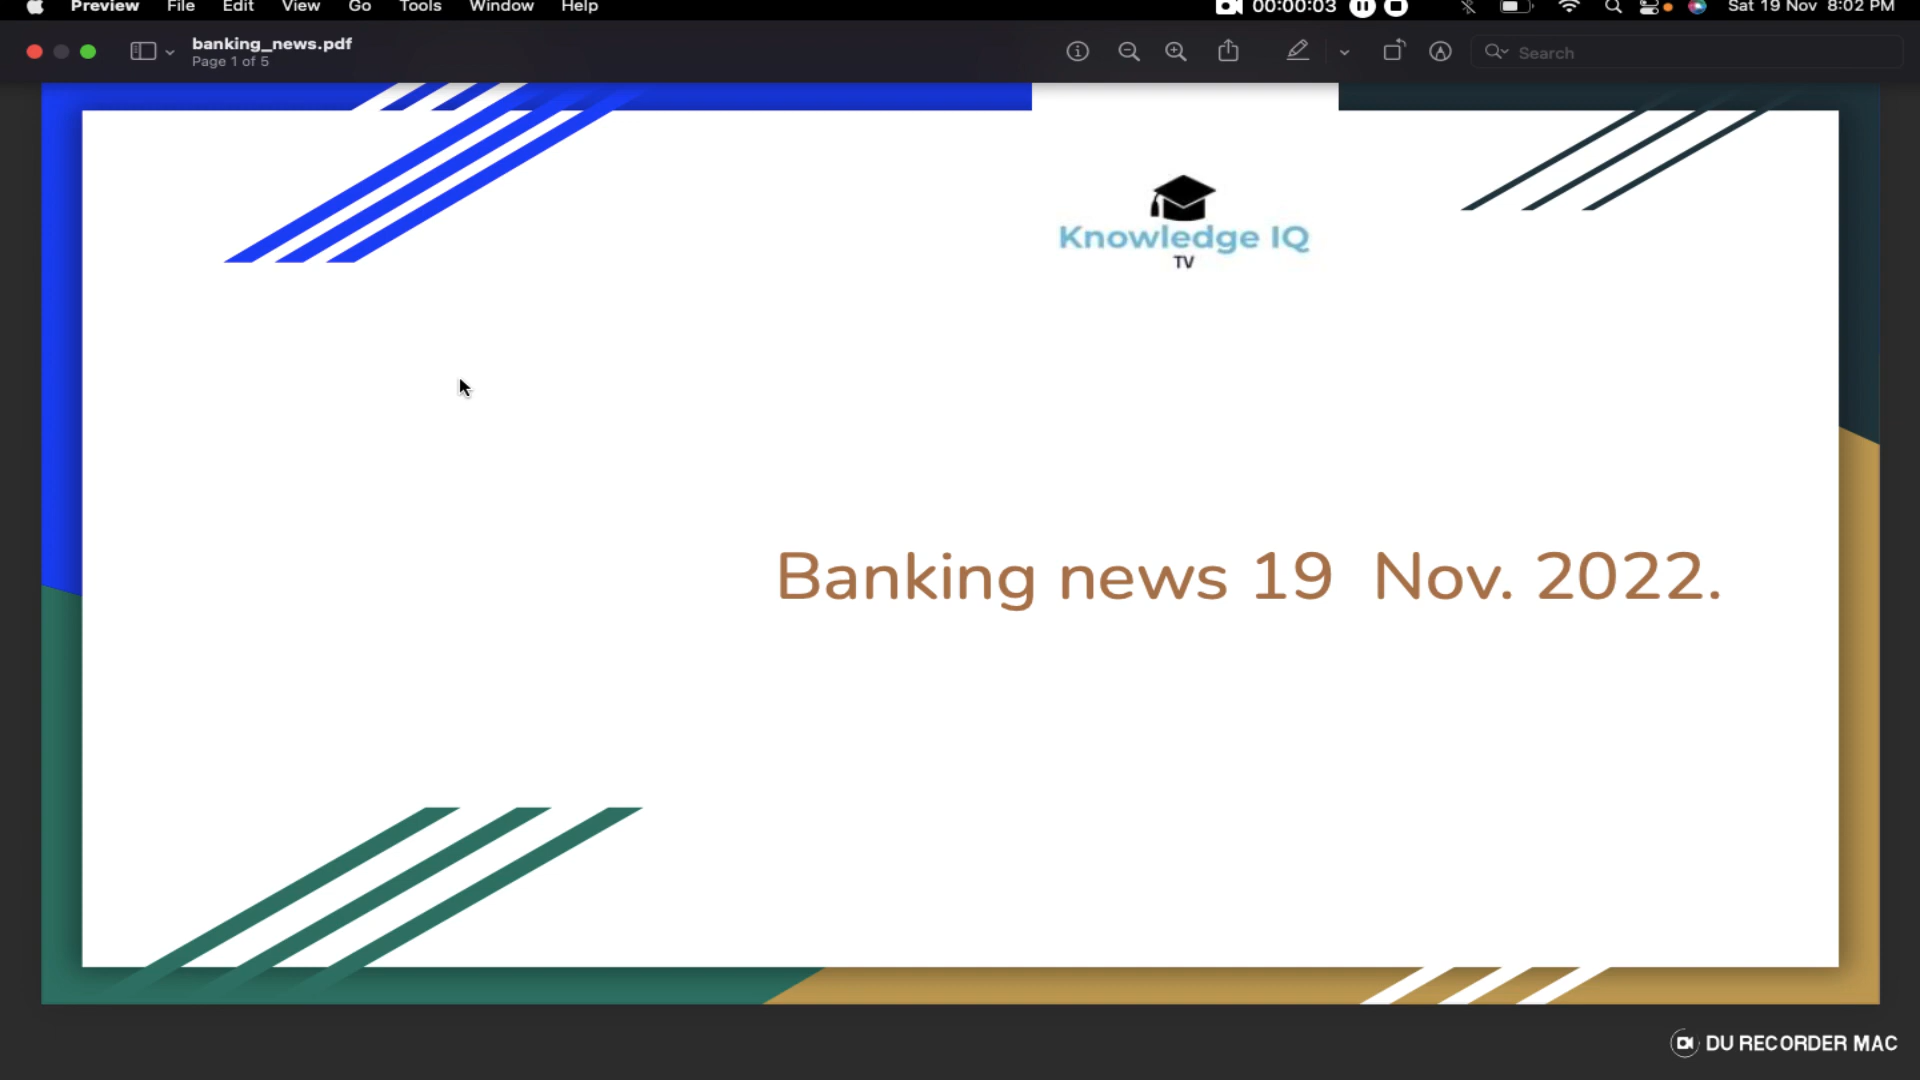 Preview File Edit View Go Tools Window Help 00:00:03 Sat 19 Nov 8:02 PM
banking_news.pdf
Page 1 of 5
Search
Knowledge IQ
TV
Banking news 19 Nov. 2022.
DU RECORDER MAC